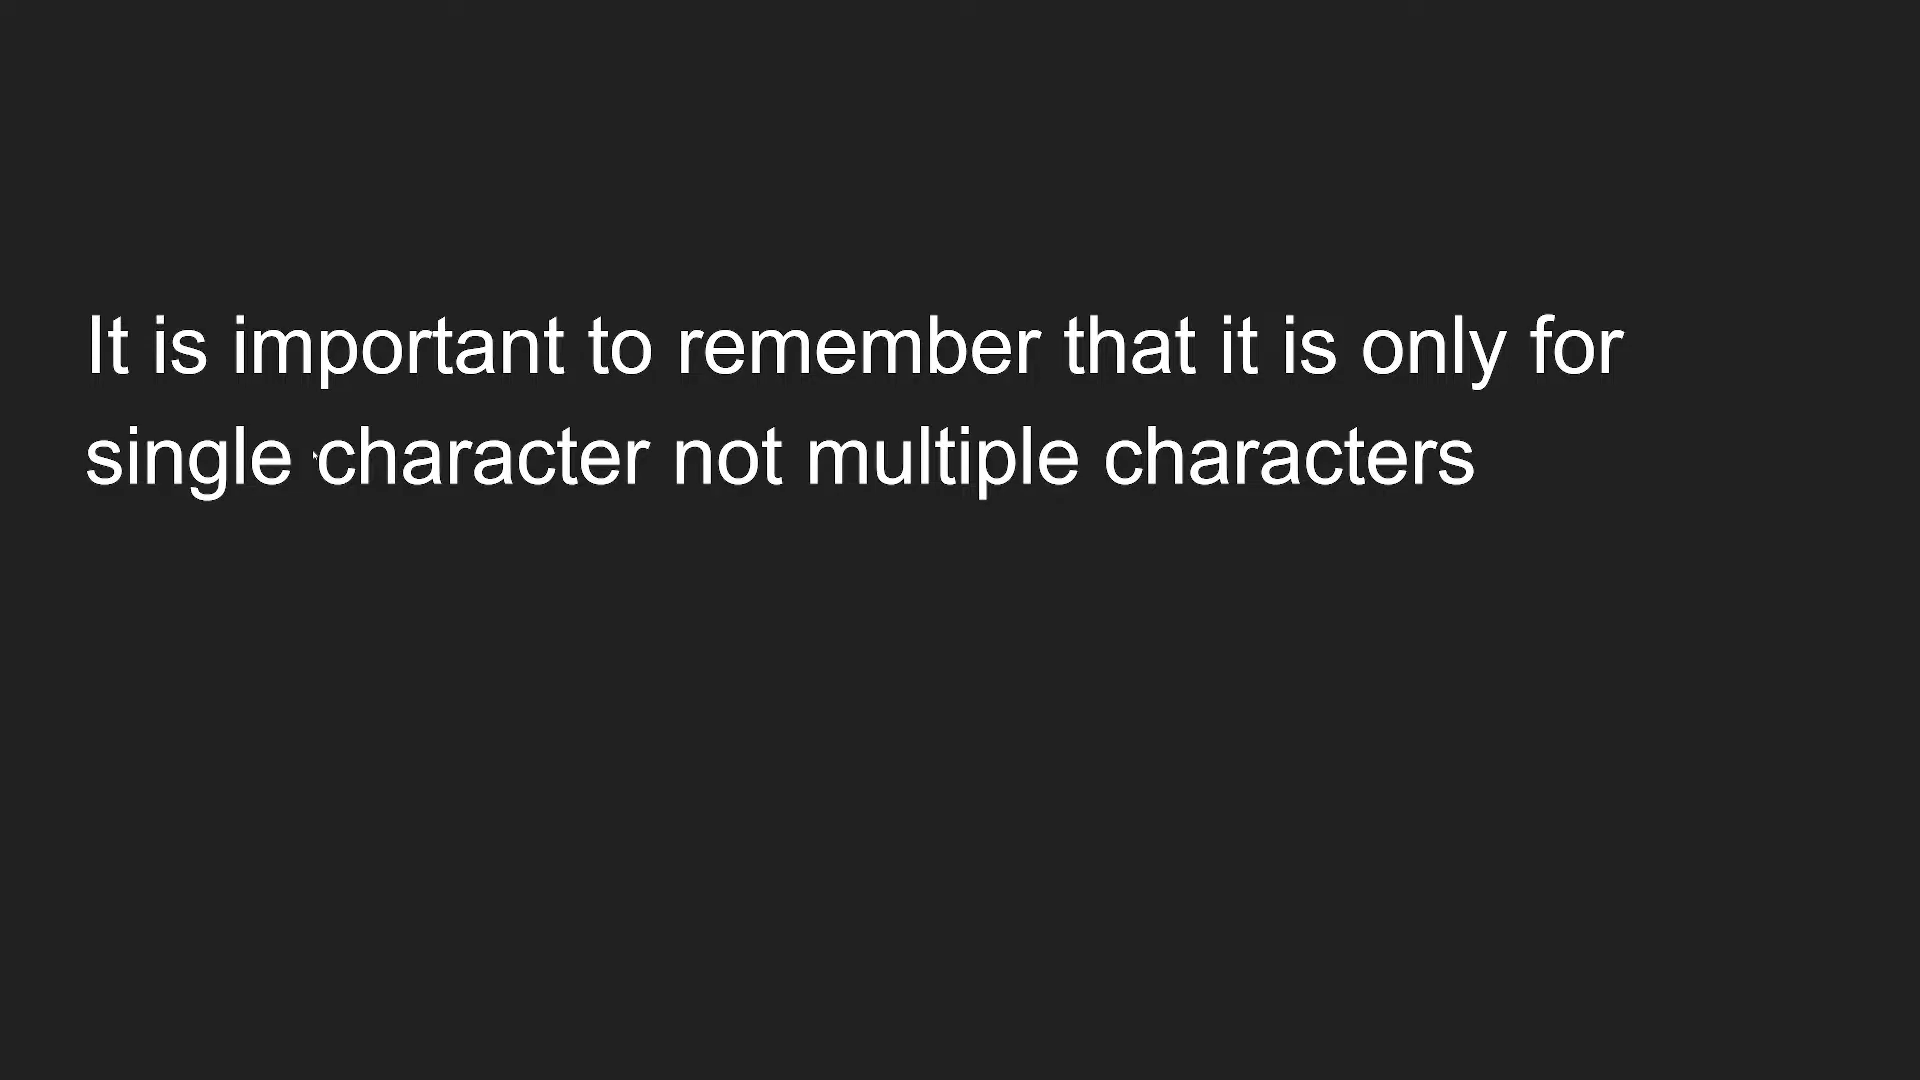 It is important to remember that it is only for
single character not multiple characters